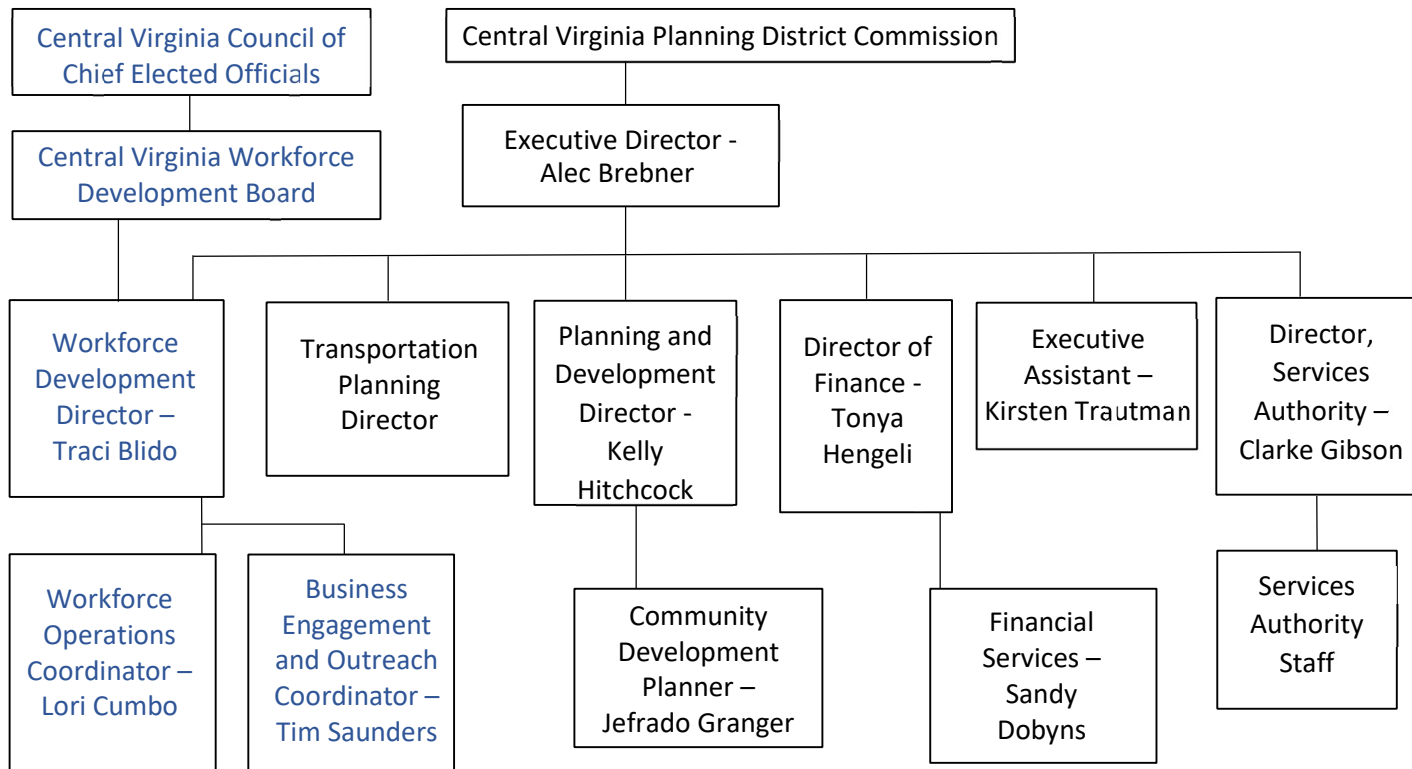 Central Virginia Council of
Chief Elected Officials
Central Virginia Planning District Commission
Central Virginia Workforce
Development Board
Executive Director -
Alec Brebner
Workforce
Development
Director –
Traci Blido
Transportation
Planning
Director
Planning and
Development
Director -
Kelly
Hitchcock
Director of
Finance -
Tonya
Hengeli
Executive
Assistant –
Kirsten Trautman
Director,
Services
Authority –
Clarke Gibson
Workforce
Operations
Coordinator –
Lori Cumbo
Business
Engagement
and Outreach
Coordinator –
Tim Saunders
Community
Development
Planner –
Jefrado Granger
Financial
Services –
Sandy
Dobyns
Services
Authority
Staff